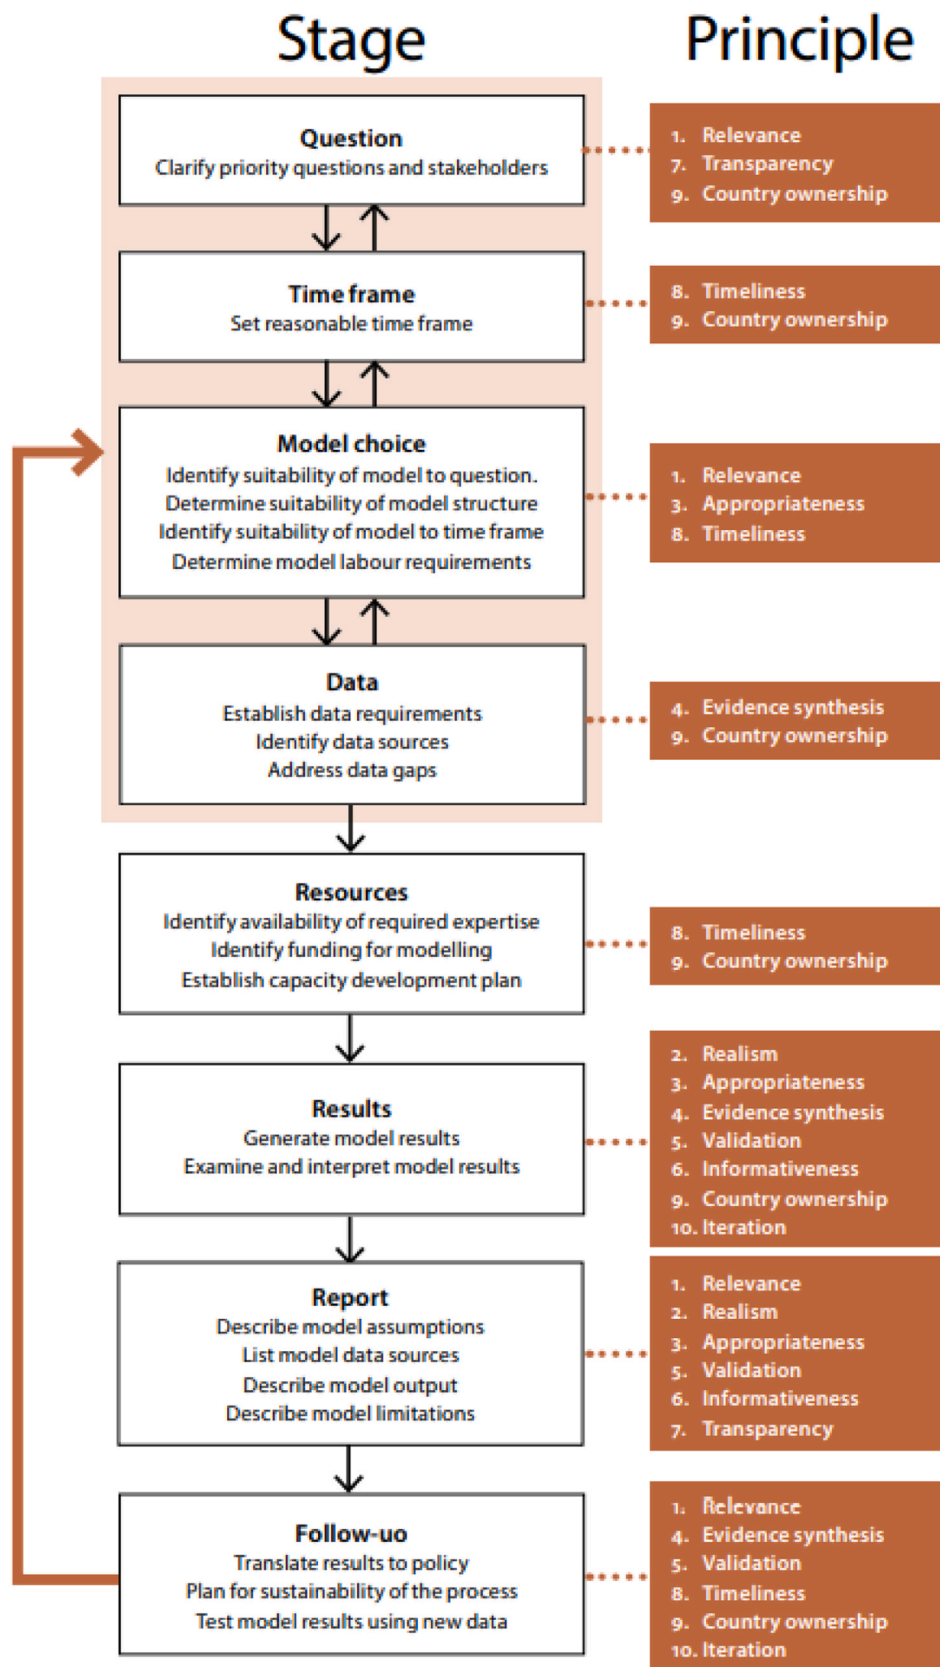 Stage
Principle
Question
Clarify priority questions and stakeholders
1. Relevance
7. Transparency
9. Country ownership
Time frame
Set reasonable time frame
8. Timeliness
9. Country ownership
Model choice
Identify suitability of model to question.
Determine suitability of model structure
Identify suitability of model to time frame
Determine model labour requirements
1. Relevance
3. Appropriateness
8. Timeliness
Data
Establish data requirements
Identify data sources
Address data gaps
4. Evidence synthesis
9. Country ownership
Resources
Identify availability of required expertise
Identify funding for modelling
Establish capacity development plan
8. Timeliness
9. Country ownership
Results
Generate model results
Examine and interpret model results
2. Realism
3. Appropriateness
4. Evidence synthesis
5. Validation
6. Informativeness
9. Country ownership
10. Iteration
Report
Describe model assumptions
List model data sources
Describe model output
Describe model limitations
1. Relevance
2. Realism
3. Appropriateness
5. Validation
6. Informativeness
7. Transparency
Follow-uo
Translate results to policy
Plan for sustainability of the process
Test model results using new data
1. Relevance
4. Evidence synthesis
5. Validation
8. Timeliness
9. Country ownership
10. Iteration